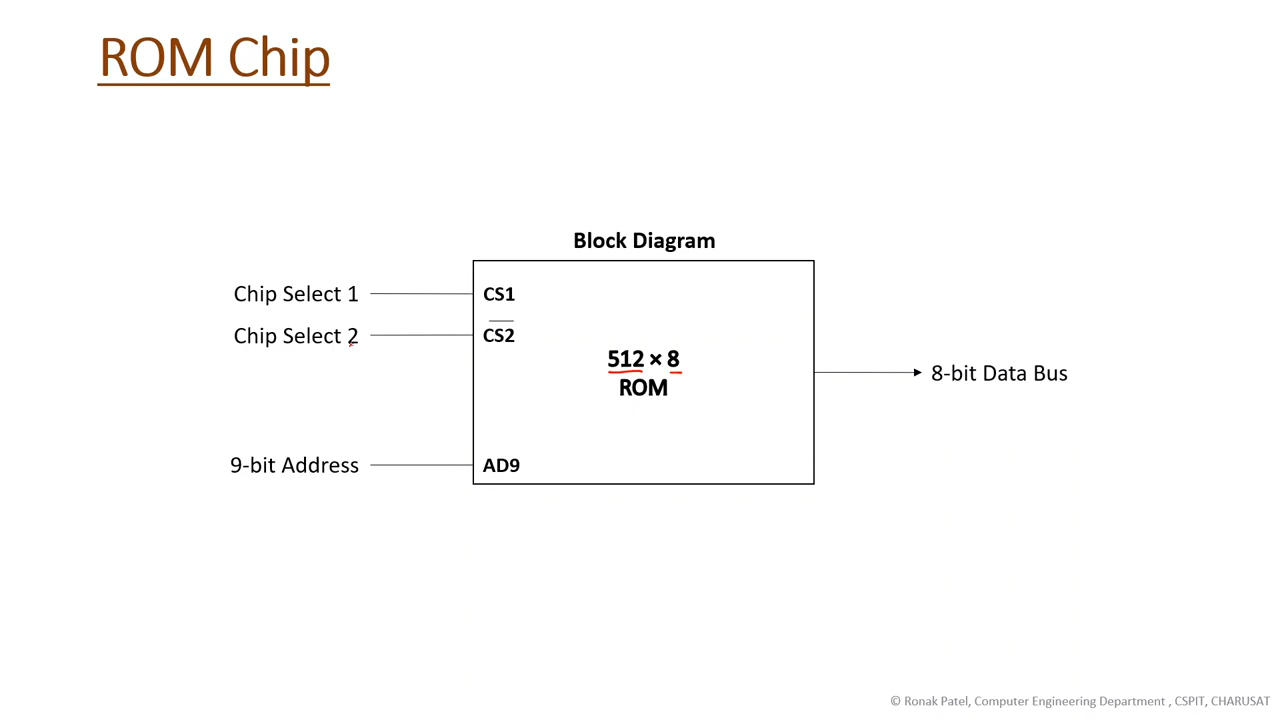 ROM Chip
Block Diagram
Chip Select 1
CS1
Chip Select 2
C̅S̅2̅
512 × 8
ROM
8-bit Data Bus
9-bit Address
AD9
© Ronak Patel, Computer Engineering Department , CSPIT, CHARUSAT